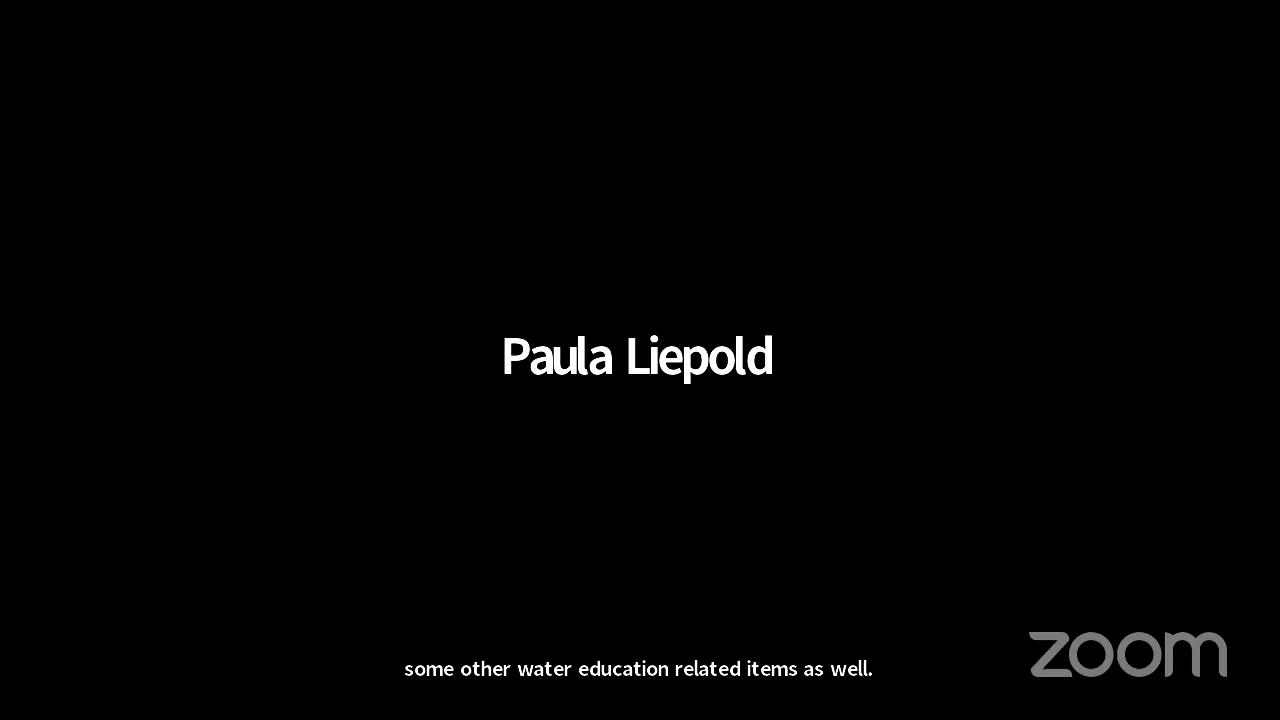 Paula Liepold
some other water education related items as well.
zoom